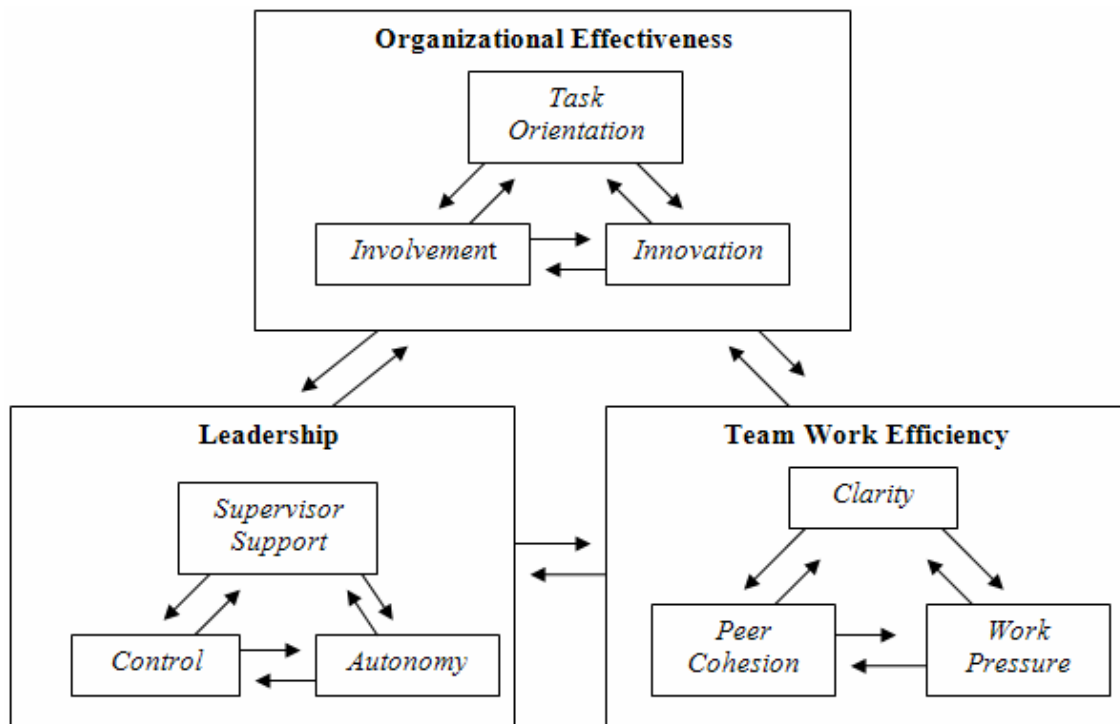 Organizational Effectiveness
Task
Orientation
Involvement
Innovation
Leadership
Supervisor
Support
Control
Autonomy
Team Work Efficiency
Clarity
Peer
Cohesion
Work
Pressure